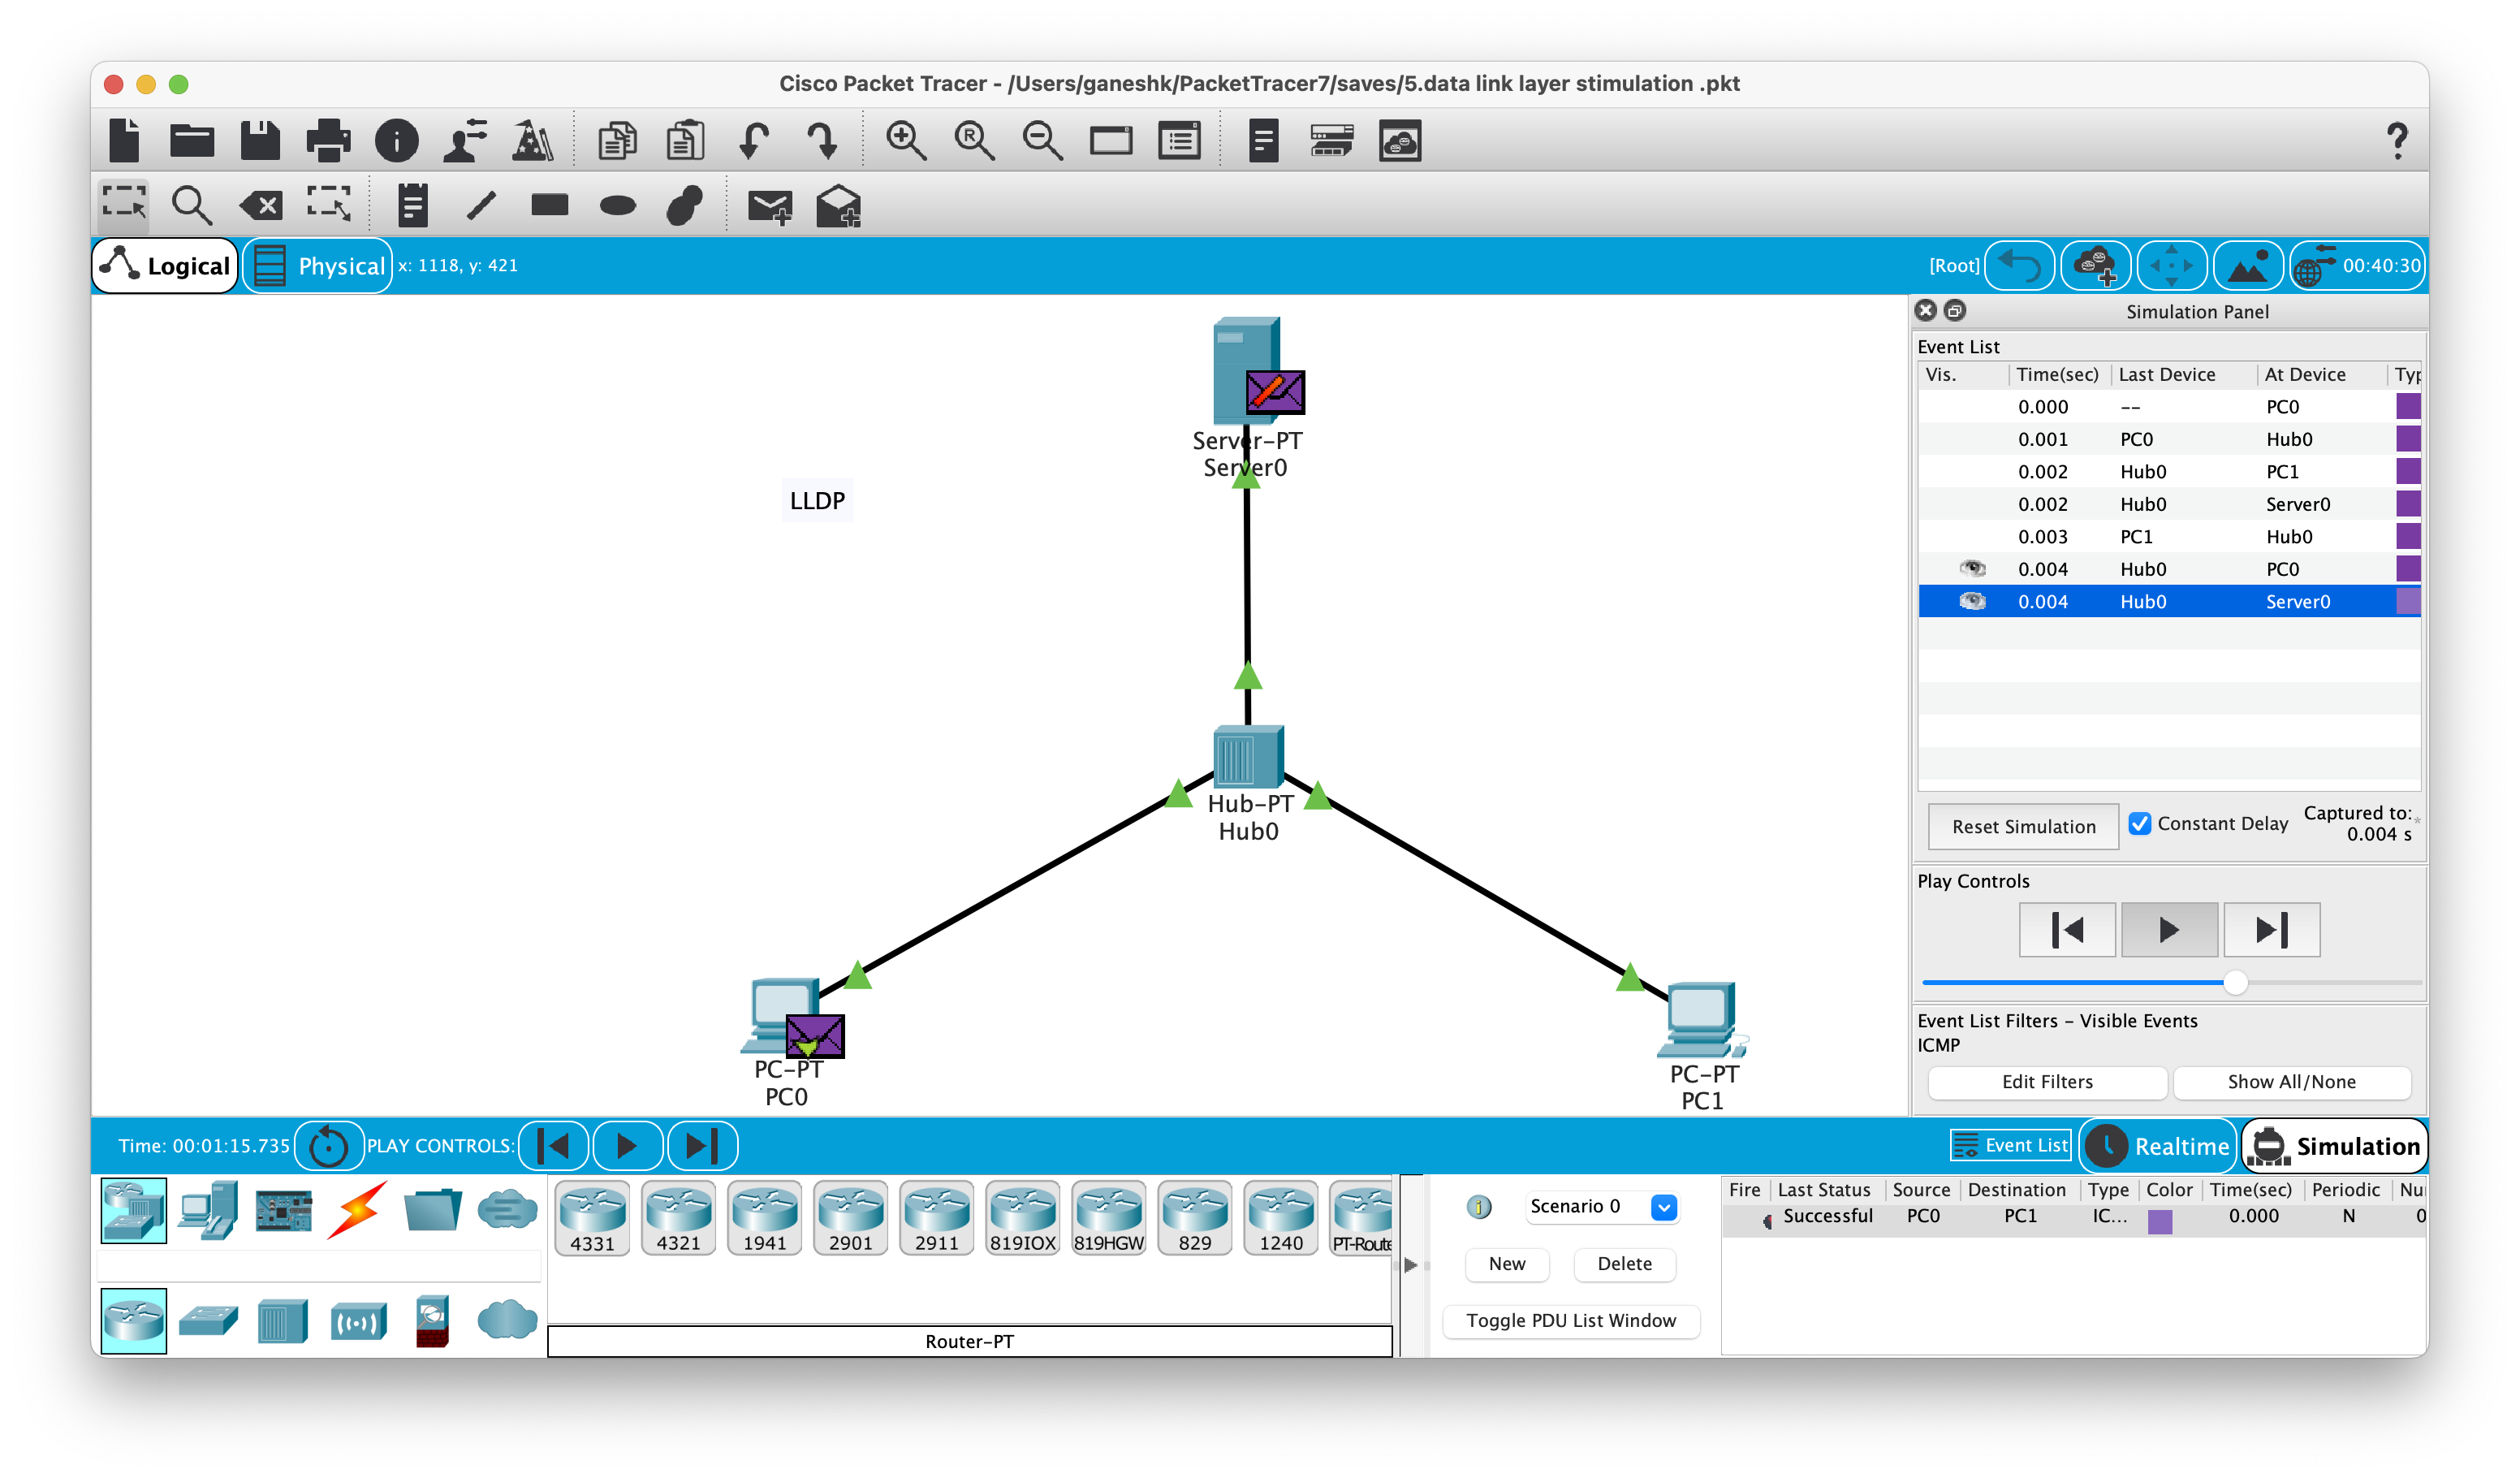 Cisco Packet Tracer - /Users/ganeshk/PacketTracer7/saves/5.data link layer stimulation .pkt
Logical Physical x: 1118, y: 421 [Root] 00:40:30
Simulation Panel
Event List
Vis. Time(sec) Last Device At Device Typ
0.000 -- PC0
0.001 PC0 Hub0
0.002 Hub0 PC1
0.002 Hub0 Server0
0.003 PC1 Hub0
0.004 Hub0 PC0
0.004 Hub0 Server0
Reset Simulation Constant Delay Captured to:*
0.004 s
Play Controls
Event List Filters - Visible Events
ICMP
Edit Filters Show All/None
Server-PT
Server0
LLDP
Hub-PT
Hub0
PC-PT
PC0
PC-PT
PC1
Time: 00:01:15.735 PLAY CONTROLS: Event List Realtime Simulation
4331 4321 1941 2901 2911 819IOX 819HGW 829 1240 PT-Route
Router-PT
Scenario 0
New Delete
Toggle PDU List Window
Fire Last Status Source Destination Type Color Time(sec) Periodic Nu
Successful PC0 PC1 IC... 0.000 N 0